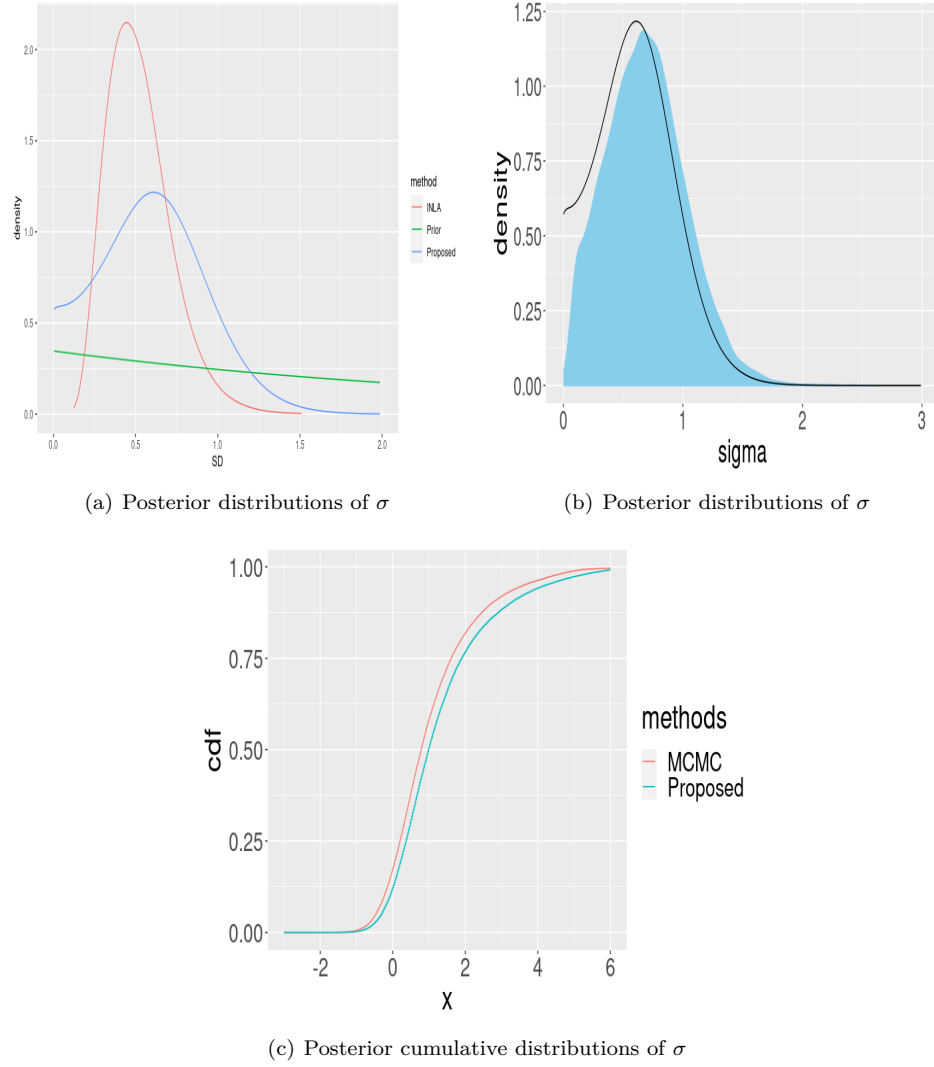 density
2.0
1.5
1.0
0.5
0.0
0.0 0.5 1.0 1.5 2.0
SD
method
INLA
Prior
Proposed
(a) Posterior distributions of σ
density
1.25
1.00
0.75
0.50
0.25
0.00
0 1 2 3
sigma
(b) Posterior distributions of σ
cdf
1.00
0.75
0.50
0.25
0.00
-2 0 2 4 6
X
methods
MCMC
Proposed
(c) Posterior cumulative distributions of σ